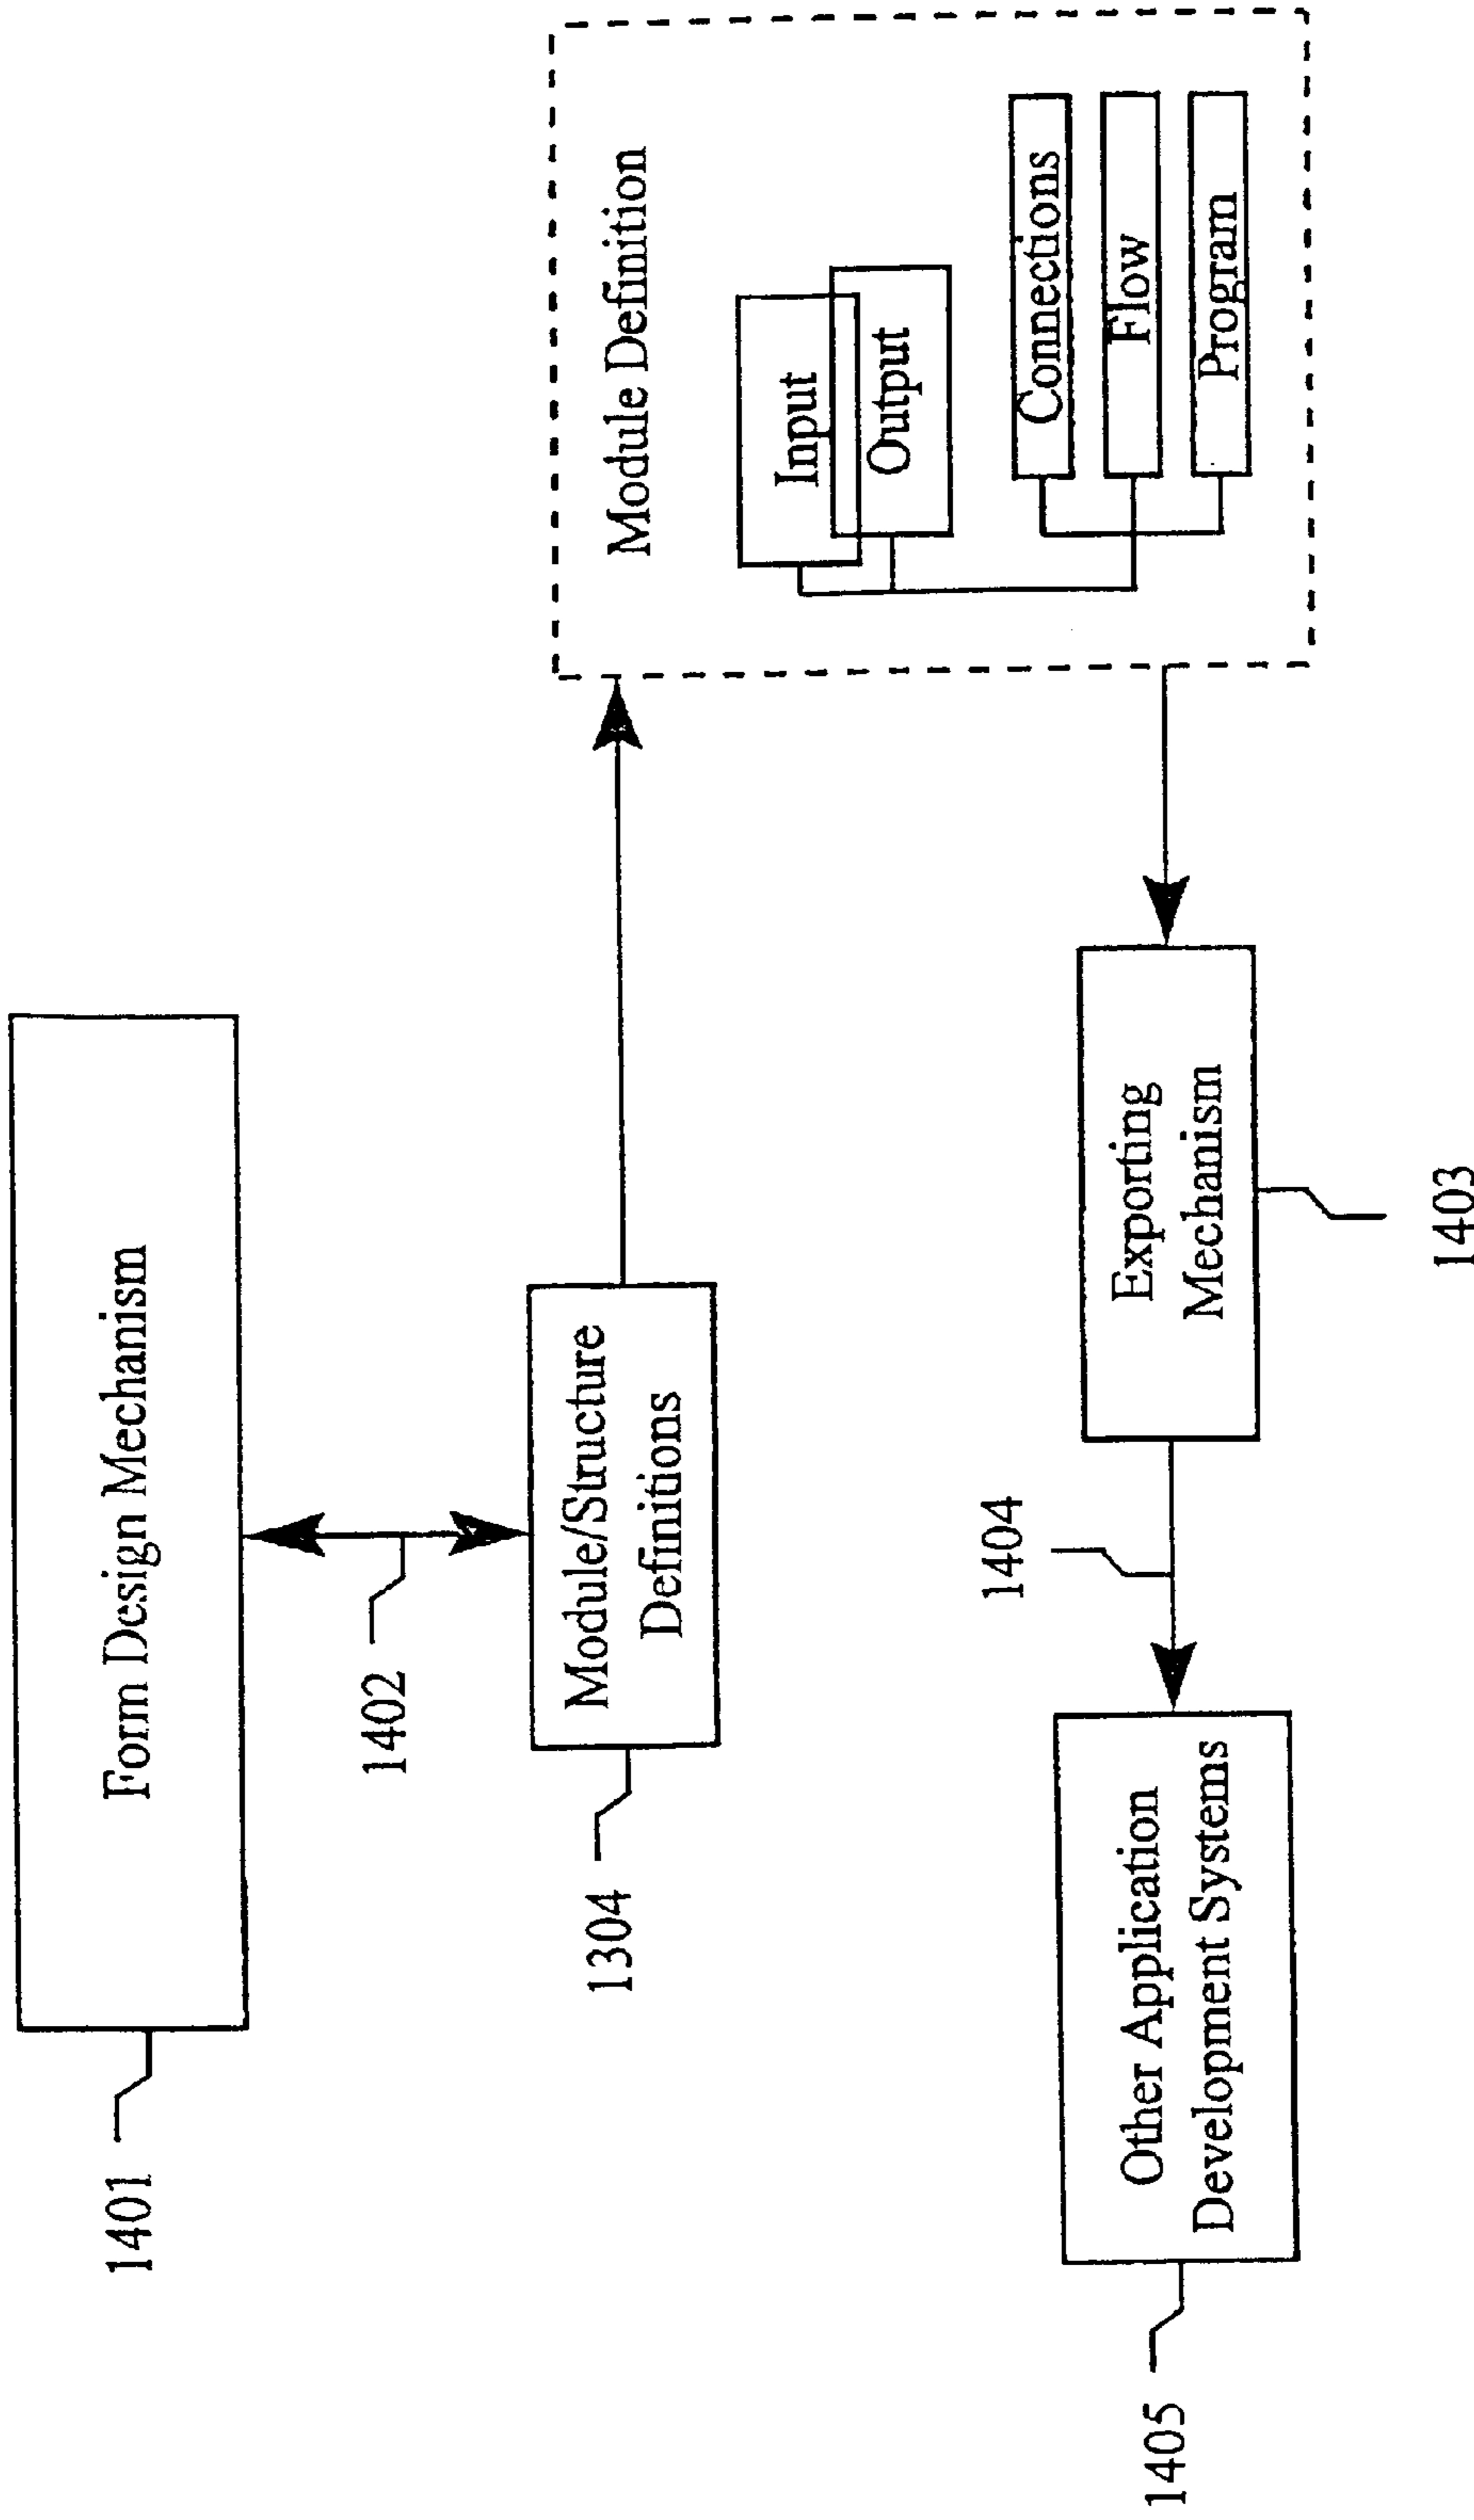 1401
Form Design Mechanism
1402
1304
Module/Structure
Definitions
Module Definition
Input
Output
Connections
Flow
Program
1404
1405
Other Application
Development Systems
Exporting
Mechanism
1403